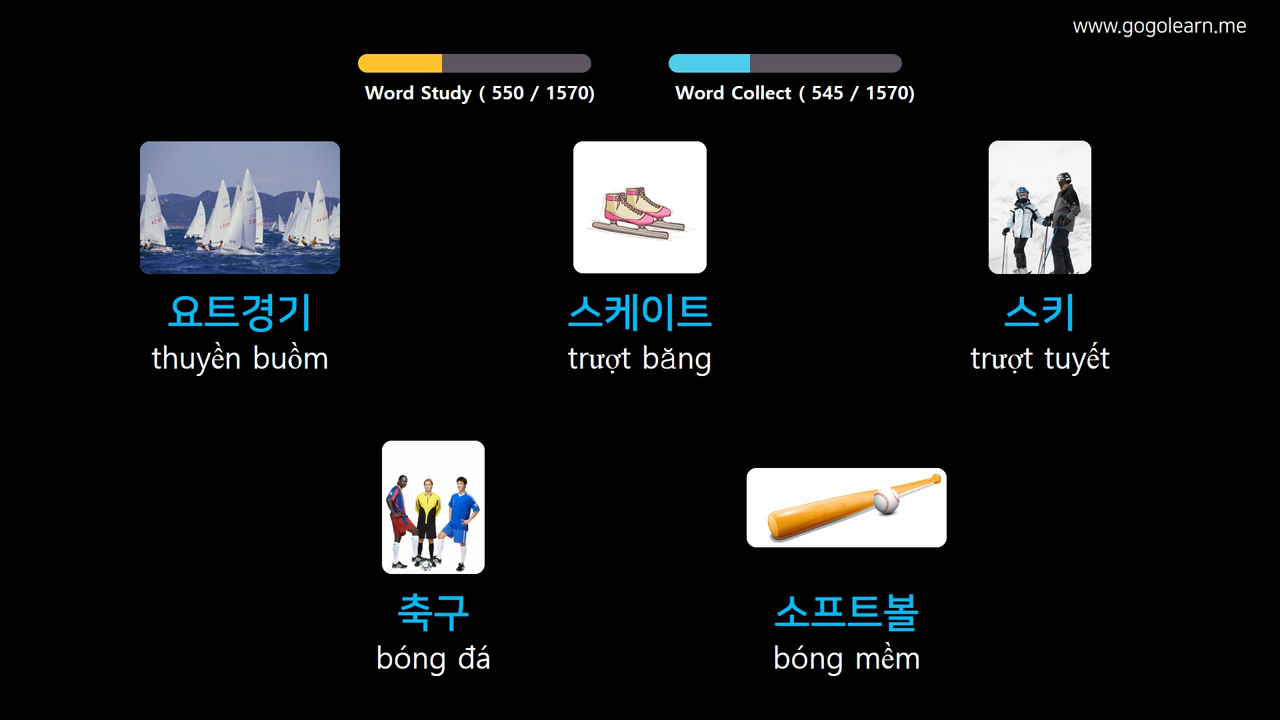 www.gogolearn.me
Word Study ( 550 / 1570)
Word Collect ( 545 / 1570)
요트경기
스케이트
스키
thuyền buồm
trượt băng
trượt tuyết
축구
소프트볼
bóng đá
bóng mềm